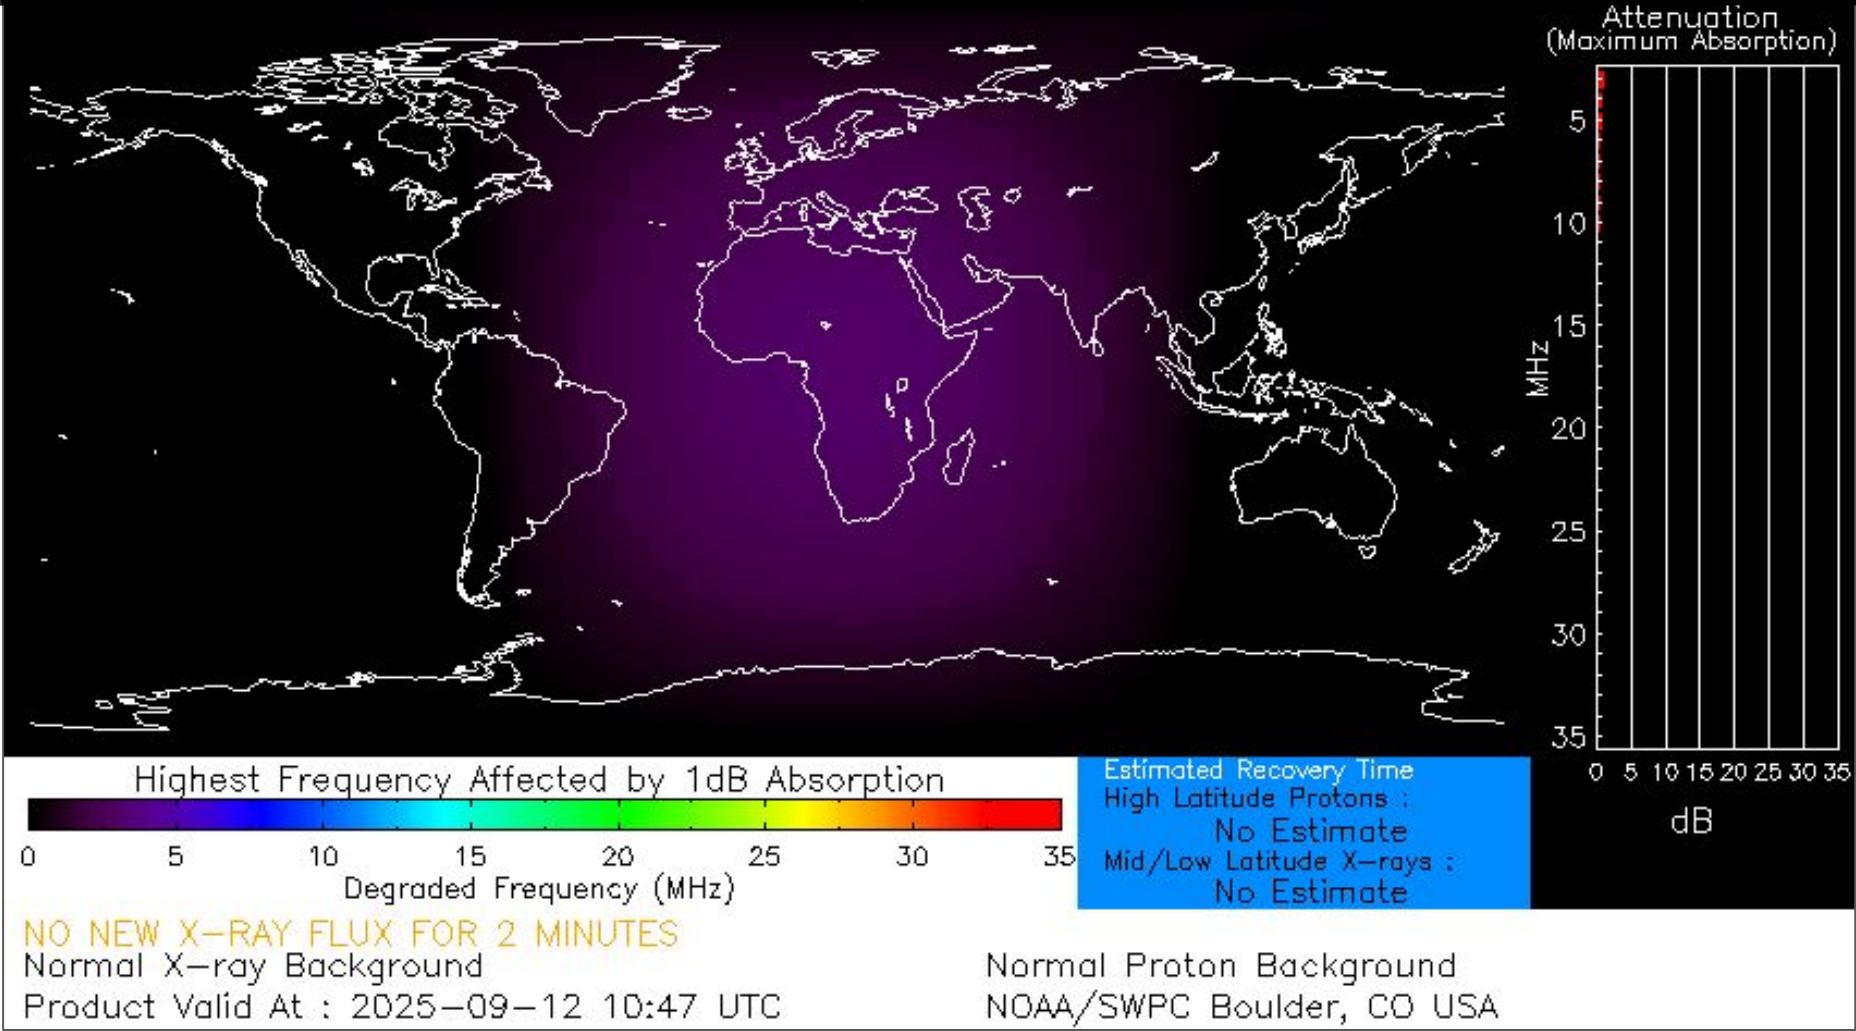 Attenuation
(Maximum Absorption)
5
10
15
20
25
30
35
MHz
0 5 10 15 20 25 30 35
dB
Highest Frequency Affected by 1dB Absorption
0 5 10 15 20 25 30 35
Degraded Frequency (MHz)
Estimated Recovery Time
High Latitude Protons :
No Estimate
Mid/Low Latitude X-rays :
No Estimate
NO NEW X-RAY FLUX FOR 2 MINUTES
Normal X-ray Background
Product Valid At : 2025-09-12 10:47 UTC
Normal Proton Background
NOAA/SWPC Boulder, CO USA